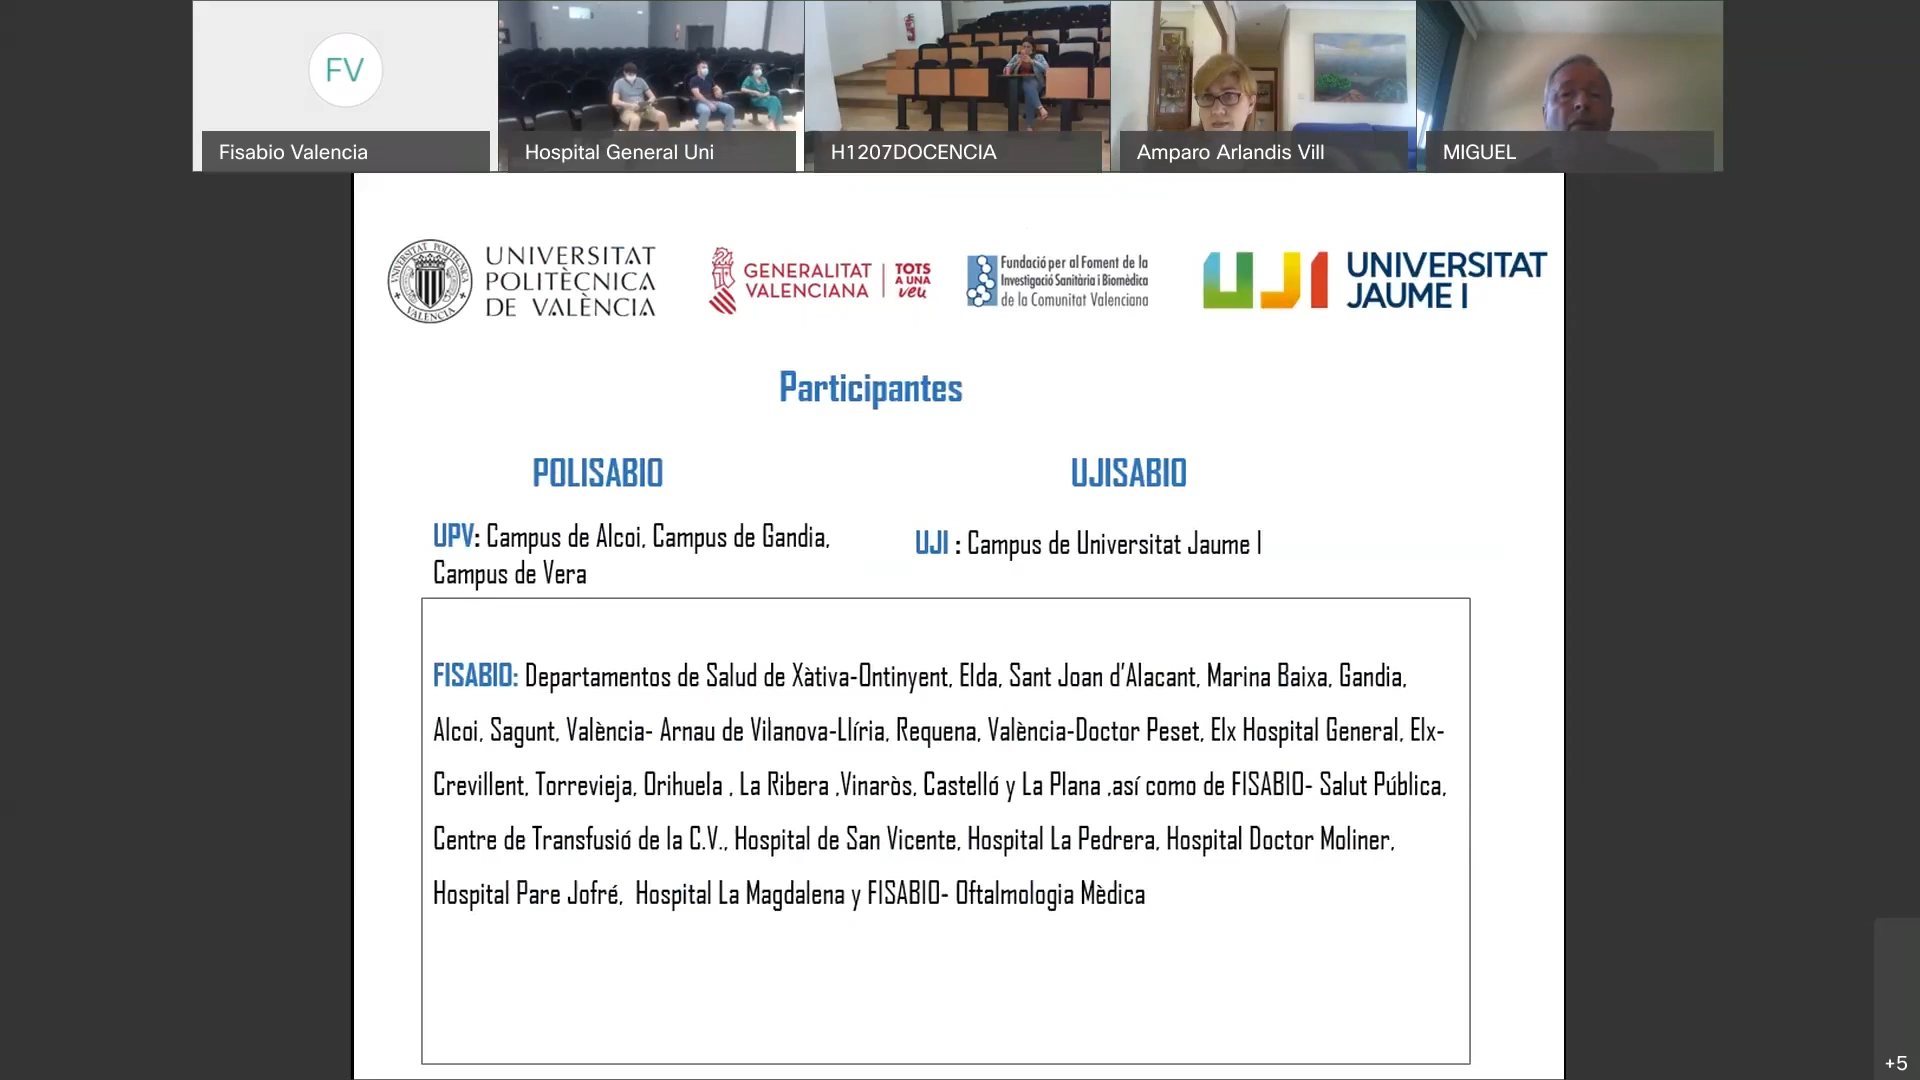 FV
Fisabio Valencia
Hospital General Uni
H1207DOCENCIA
Amparo Arlandis Vill
MIGUEL
UNIVERSITAT
POLITÈCNICA
DE VALÈNCIA
GENERALITAT
VALENCIANA
TOTS
A UNA
veu
Fundació per al Foment de la
Investigació Sanitària i Biomèdica
de la Comunitat Valenciana
UJI
UNIVERSITAT
JAUME I
Participantes
POLISABIO
UJISABIO
UPV: Campus de Alcoi, Campus de Gandia,
Campus de Vera
UJI : Campus de Universitat Jaume I
FISABIO: Departamentos de Salud de Xàtiva-Ontinyent, Elda, Sant Joan d'Alacant, Marina Baixa, Gandia,
Alcoi, Sagunt, València- Arnau de Vilanova-Llíria, Requena, València-Doctor Peset, Elx Hospital General, Elx-
Crevillent, Torrevieja, Orihuela , La Ribera ,Vinaròs, Castelló y La Plana ,así como de FISABIO- Salut Pública,
Centre de Transfusió de la C.V., Hospital de San Vicente, Hospital La Pedrera, Hospital Doctor Moliner,
Hospital Pare Jofré, Hospital La Magdalena y FISABIO- Oftalmologia Mèdica
+5